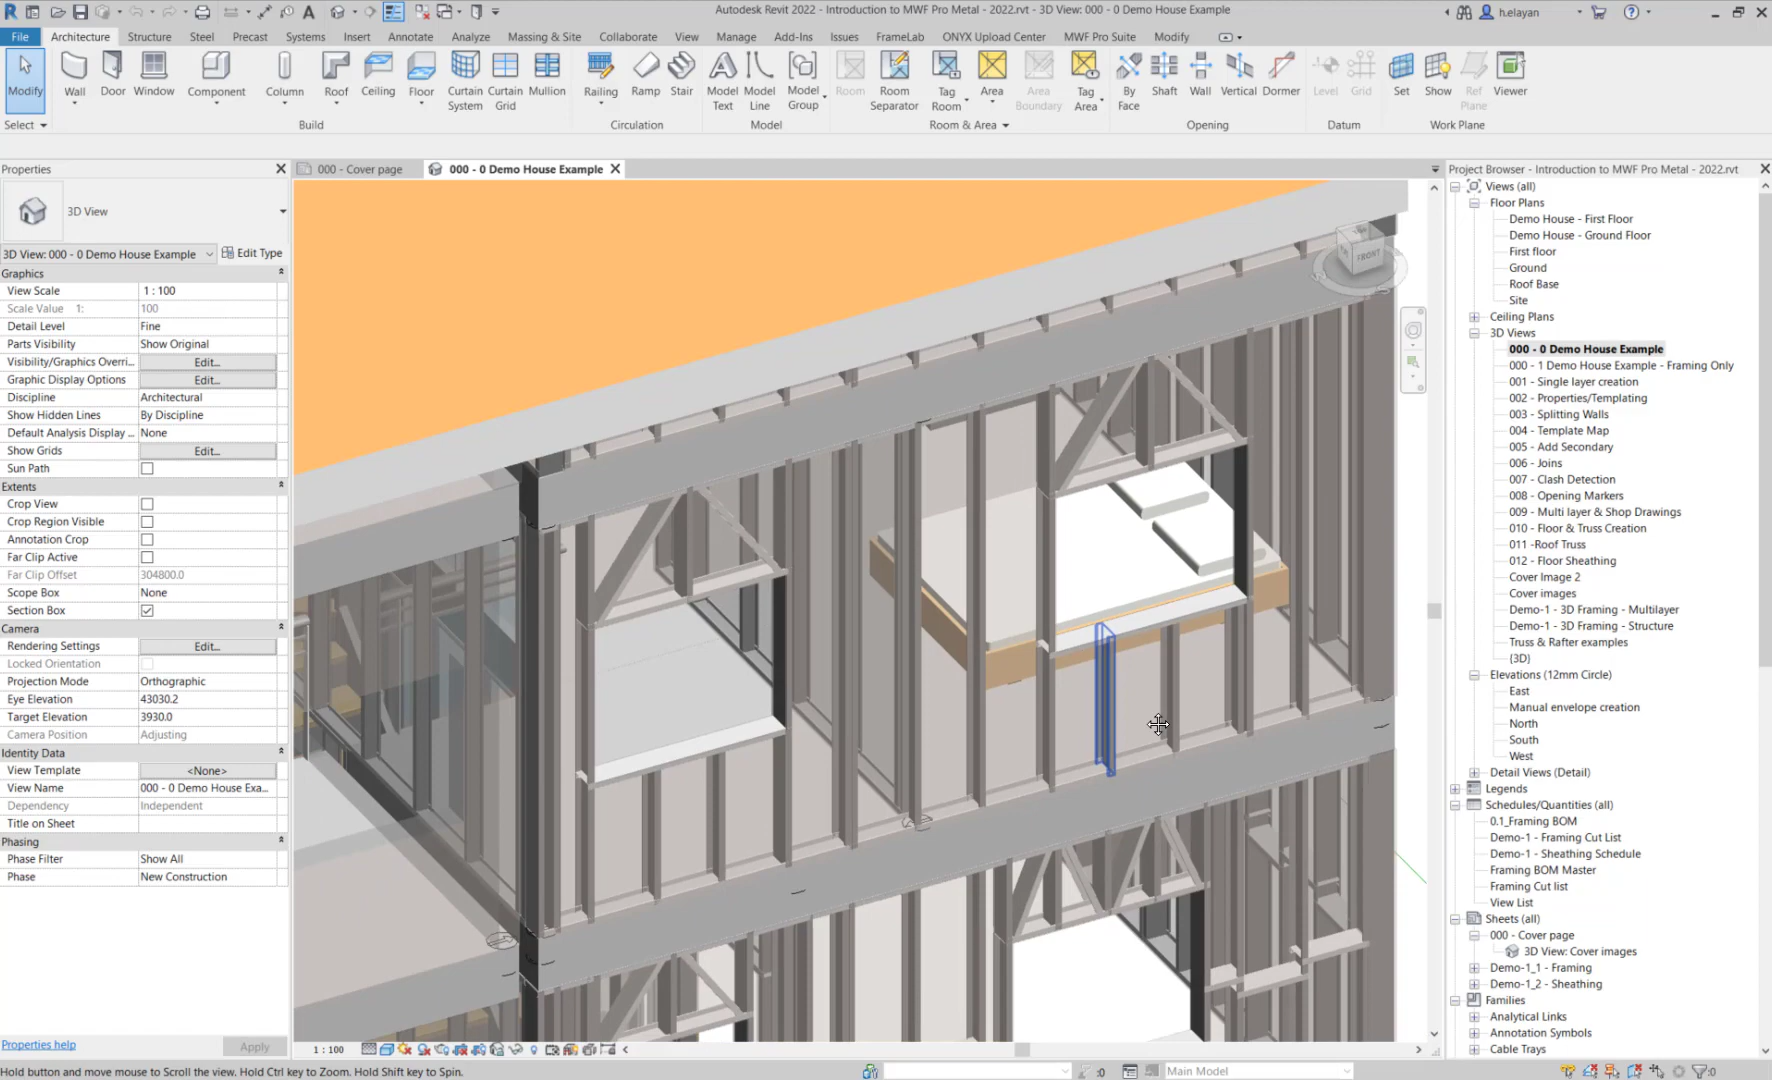 Autodesk Revit 2022 - Introduction to MWF Pro Metal - 2022.rvt - 3D View: 000 - 0 Demo House Example
h.elayan
File Architecture Structure Steel Precast Systems Insert Annotate Analyze Massing & Site Collaborate View Manage Add-Ins Issues FrameLab ONYX Upload Center MWF Pro Suite Modify
Modify Wall Door Window Component Column Roof Ceiling Floor Curtain System Curtain Grid Mullion Railing Ramp Stair Model Text Model Line Model Group Room Room Separator Tag Room Area Area Boundary Tag Area By Face Shaft Wall Vertical Dormer Level Grid Set Show Ref Plane Viewer
Select Build Circulation Model Room & Area Opening Datum Work Plane
Properties
000 - Cover page
000 - 0 Demo House Example
3D View
3D View: 000 - 0 Demo House Example Edit Type
Graphics
View Scale 1 : 100
Scale Value 1: 100
Detail Level Fine
Parts Visibility Show Original
Visibility/Graphics Overri... Edit...
Graphic Display Options Edit...
Discipline Architectural
Show Hidden Lines By Discipline
Default Analysis Display ... None
Show Grids Edit...
Sun Path
Extents
Crop View
Crop Region Visible
Annotation Crop
Far Clip Active
Far Clip Offset 304800.0
Scope Box None
Section Box
Camera
Rendering Settings Edit...
Locked Orientation
Projection Mode Orthographic
Eye Elevation 43030.2
Target Elevation 3930.0
Camera Position Adjusting
Identity Data
View Template <None>
View Name 000 - 0 Demo House Exa...
Dependency Independent
Title on Sheet
Phasing
Phase Filter Show All
Phase New Construction
Properties help Apply
FRONT
1 : 100
Project Browser - Introduction to MWF Pro Metal - 2022.rvt
Views (all)
Floor Plans
Demo House - First Floor
Demo House - Ground Floor
First floor
Ground
Roof Base
Site
Ceiling Plans
3D Views
000 - 0 Demo House Example
000 - 1 Demo House Example - Framing Only
001 - Single layer creation
002 - Properties/Templating
003 - Splitting Walls
004 - Template Map
005 - Add Secondary
006 - Joins
007 - Clash Detection
008 - Opening Markers
009 - Multi layer & Shop Drawings
010 - Floor & Truss Creation
011 -Roof Truss
012 - Floor Sheathing
Cover Image 2
Cover images
Demo-1 - 3D Framing - Multilayer
Demo-1 - 3D Framing - Structure
Truss & Rafter examples
{3D}
Elevations (12mm Circle)
East
Manual envelope creation
North
South
West
Detail Views (Detail)
Legends
Schedules/Quantities (all)
0.1_Framing BOM
Demo-1 - Framing Cut List
Demo-1 - Sheathing Schedule
Framing BOM Master
Framing Cut list
View List
Sheets (all)
000 - Cover page
3D View: Cover images
Demo-1_1 - Framing
Demo-1_2 - Sheathing
Families
Analytical Links
Annotation Symbols
Cable Trays
Hold button and move mouse to Scroll the view. Hold Ctrl key to Zoom. Hold Shift key to Spin.
:0 Main Model :0